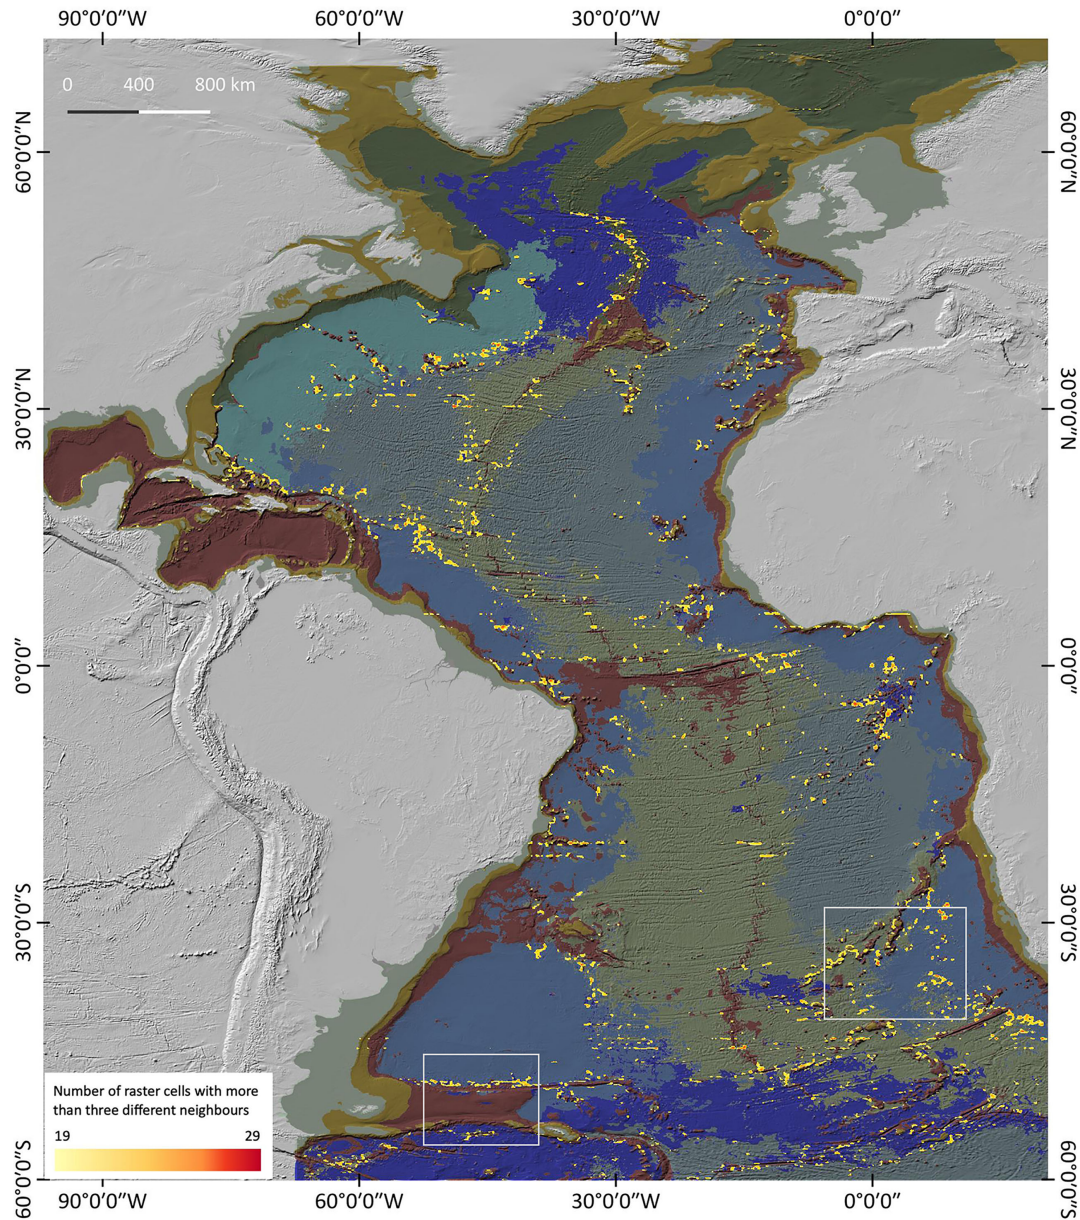 90°0'0"W 60°0'0"W 30°0'0"W 0°0'0"
0 400 800 km
60°0'0"N 60°0'0"N
30°0'0"N 30°0'0"N
0°0'0" 0°0'0"
30°0'0"S 30°0'0"S
Number of raster cells with more
than three different neighbours
19 29
60°0'0"S 60°0'0"S
90°0'0"W 60°0'0"W 30°0'0"W 0°0'0"